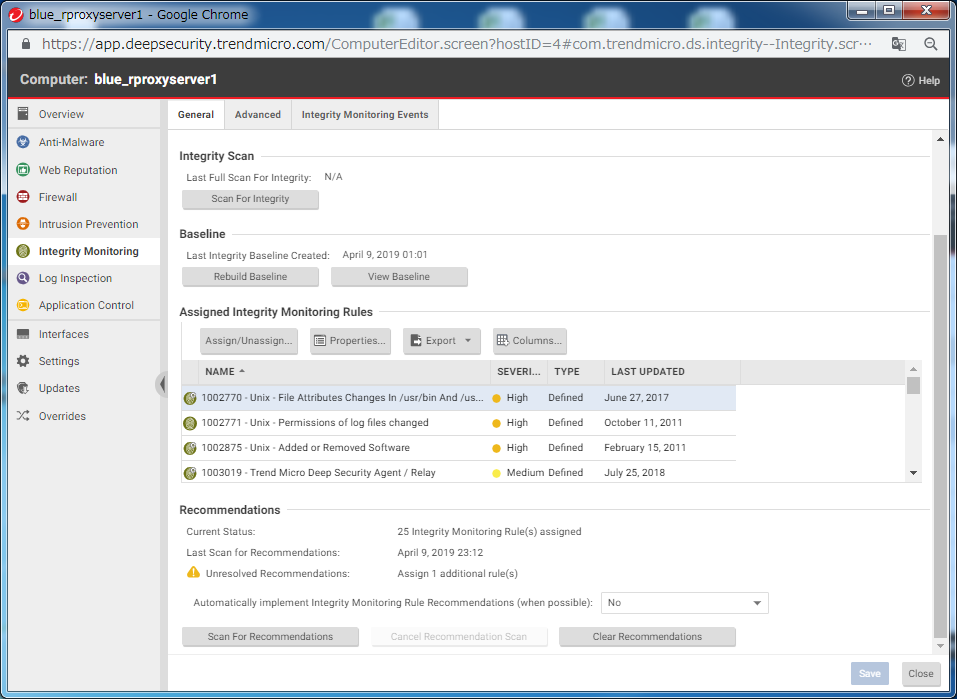 blue_rproxyserver1 - Google Chrome
https://app.deepsecurity.trendmicro.com/ComputerEditor.screen?hostID=4#com.trendmicro.ds.integrity--Integrity.scr...
Computer: blue_rproxyserver1
Help
Overview
Anti-Malware
Web Reputation
Firewall
Intrusion Prevention
Integrity Monitoring
Log Inspection
Application Control
Interfaces
Settings
Updates
Overrides
General Advanced Integrity Monitoring Events
Integrity Scan
Last Full Scan For Integrity: N/A
Scan For Integrity
Baseline
Last Integrity Baseline Created: April 9, 2019 01:01
Rebuild Baseline View Baseline
Assigned Integrity Monitoring Rules
Assign/Unassign... Properties... Export Columns...
NAME SEVERI... TYPE LAST UPDATED
1002770 - Unix - File Attributes Changes In /usr/bin And /us... High Defined June 27, 2017
1002771 - Unix - Permissions of log files changed High Defined October 11, 2011
1002875 - Unix - Added or Removed Software High Defined February 15, 2011
1003019 - Trend Micro Deep Security Agent / Relay Medium Defined July 25, 2018
Recommendations
Current Status: 25 Integrity Monitoring Rule(s) assigned
Last Scan for Recommendations: April 9, 2019 23:12
Unresolved Recommendations: Assign 1 additional rule(s)
Automatically implement Integrity Monitoring Rule Recommendations (when possible): No
Scan For Recommendations Cancel Recommendation Scan Clear Recommendations
Save Close